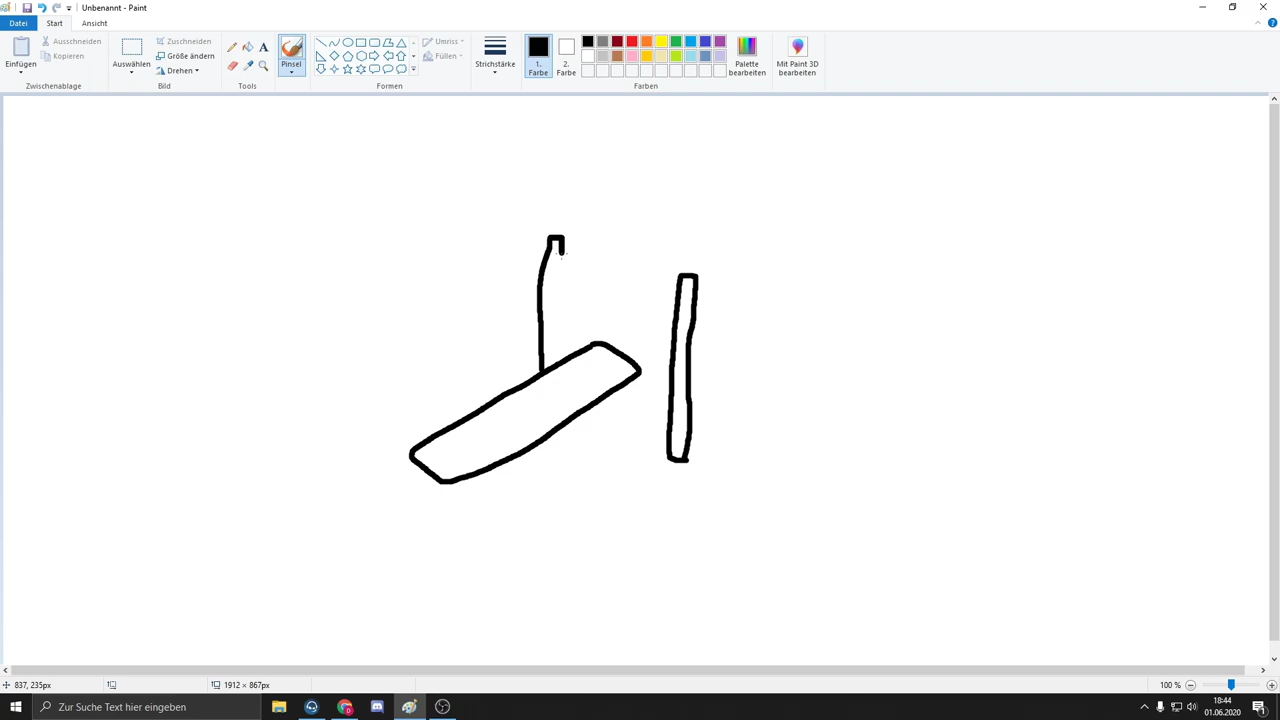 Unbenannt - Paint
Datei Start Ansicht
Einfügen
Ausschneiden
Kopieren
Zwischenablage
Auswählen
Zuschneiden
Größe ändern
Drehen
Bild
A
Tools
Pinsel
Umriss
Füllen
Formen
Strichstärke
1.
Farbe
2.
Farbe
Palette
bearbeiten
Farben
Mit Paint 3D
bearbeiten
837, 235px 1912 × 867px 100 %
Zur Suche Text hier eingeben
18:44
01.06.2020